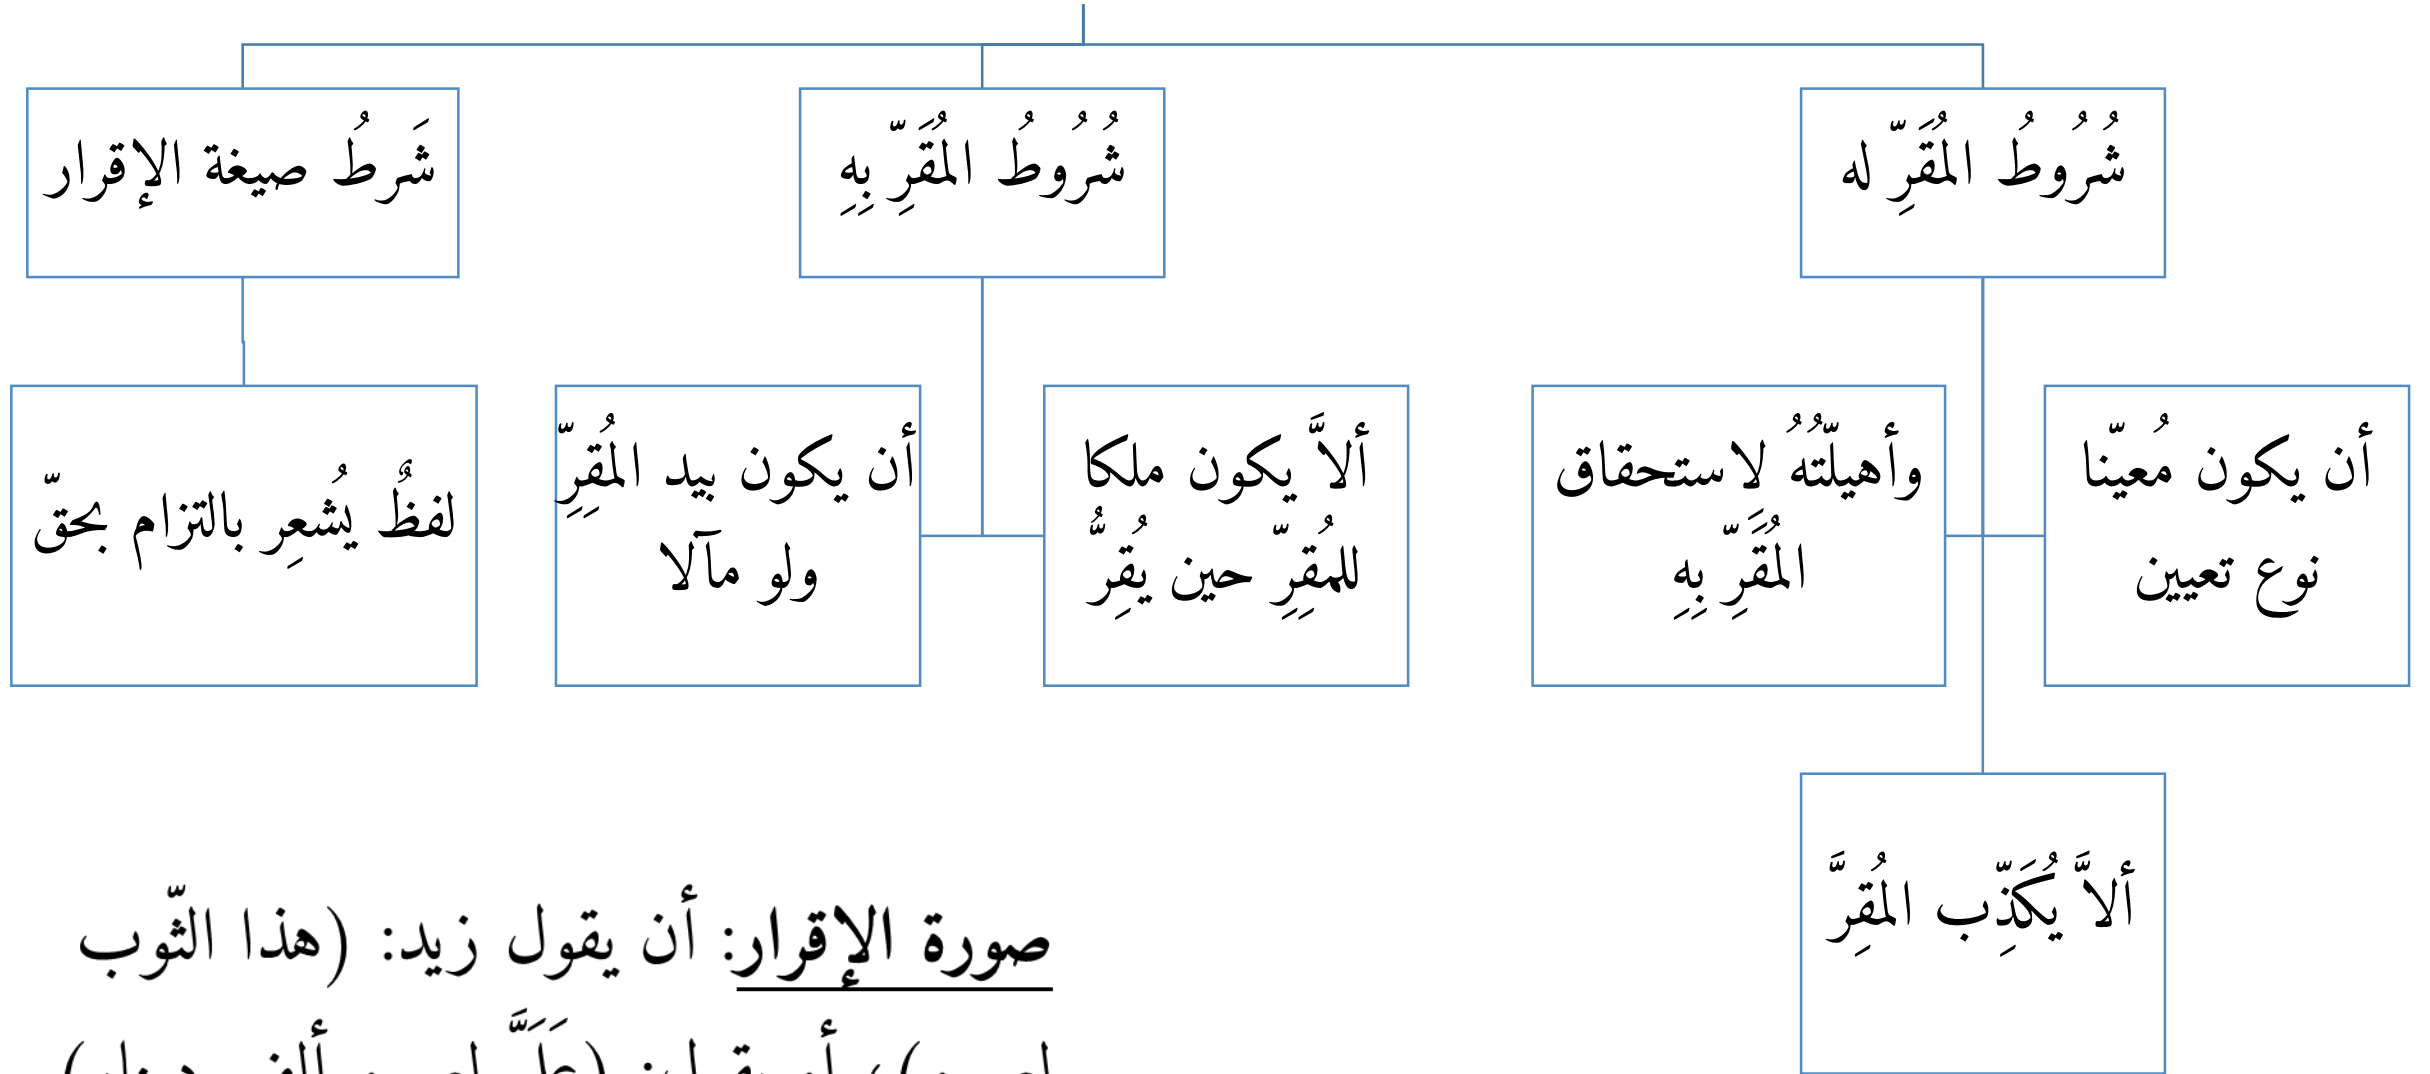 شُرُوطُ المُقَرِّ له
شُرُوطُ المُقَرِّ بِهِ
شَرطُ صيغة الإقرار
أن يكون مُعيّنا
نوع تعيين
وأهيلّتُهُ لاستحقاق
المُقَرِّ بِهِ
ألاَّ يكون ملكا
للمُقِرِّ حين يُقِرُّ
أن يكون بيد المُقِرِّ
ولو مآلا
لفظٌ يُشعِر بالتزام بحقّ
ألاَّ يُكَذِّب المُقِرَّ
صورة الإقرار: أن يقول زيد: (هذا الثّوب